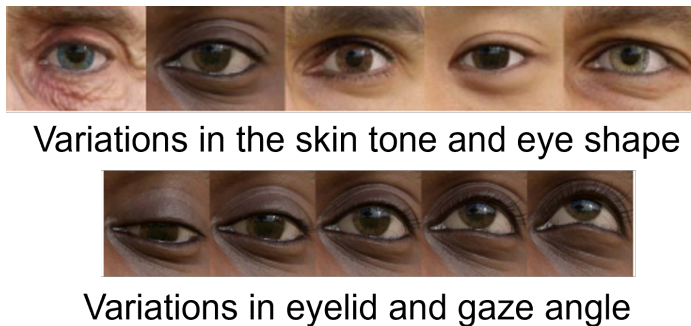 Variations in the skin tone and eye shape
Variations in eyelid and gaze angle